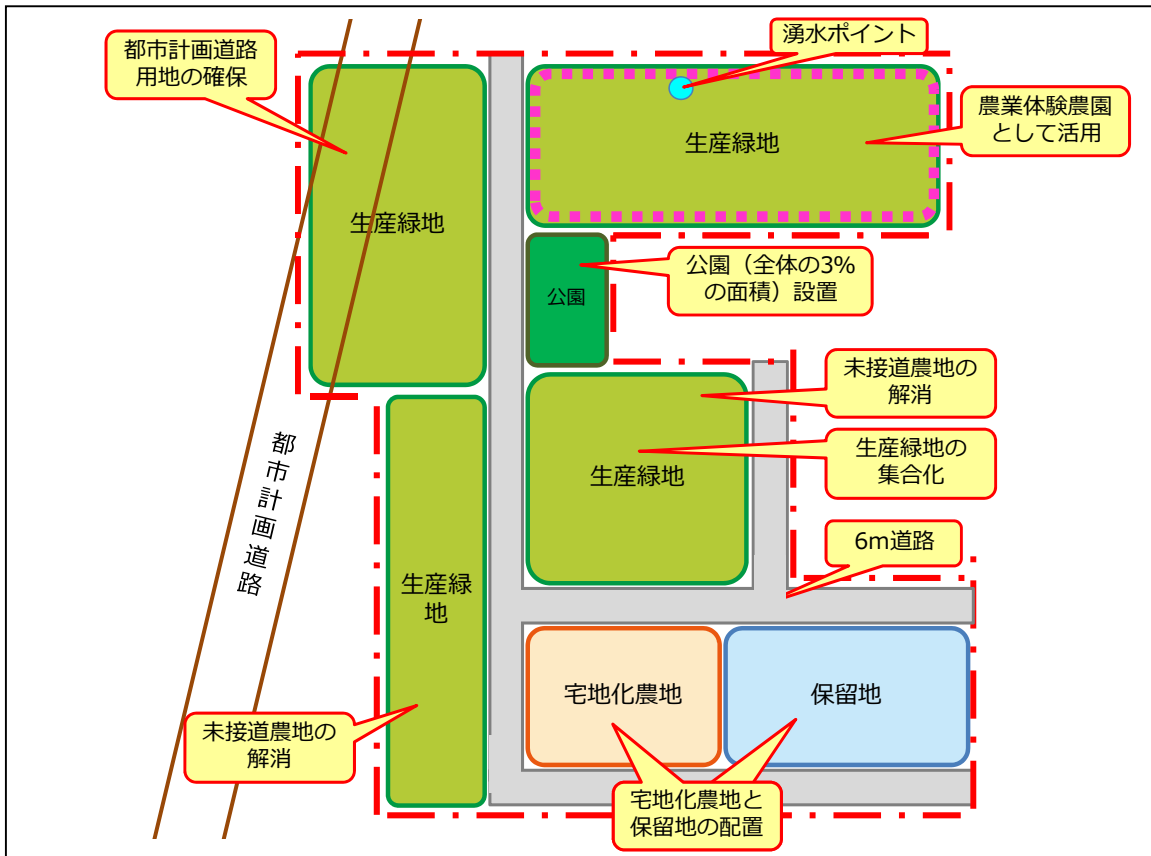 都市計画道路
用地の確保
湧水ポイント
生産緑地
農業体験農園
として活用
生産緑地
公園
公園（全体の3%
の面積）設置
未接道農地の
解消
生産緑地の
集合化
生産緑地
6m道路
都市計画道路
生産緑
地
宅地化農地
保留地
未接道農地の
解消
宅地化農地と
保留地の配置